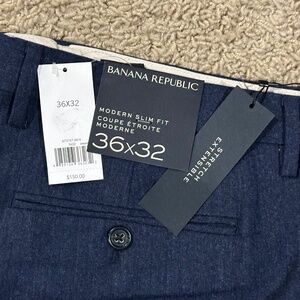 36X32
$150.00
BANANA REPUBLIC
MODERN SLIM FIT
COUPE ÉTROITE
MODERNE
36x32
STRETCH
EXTENSIBLE